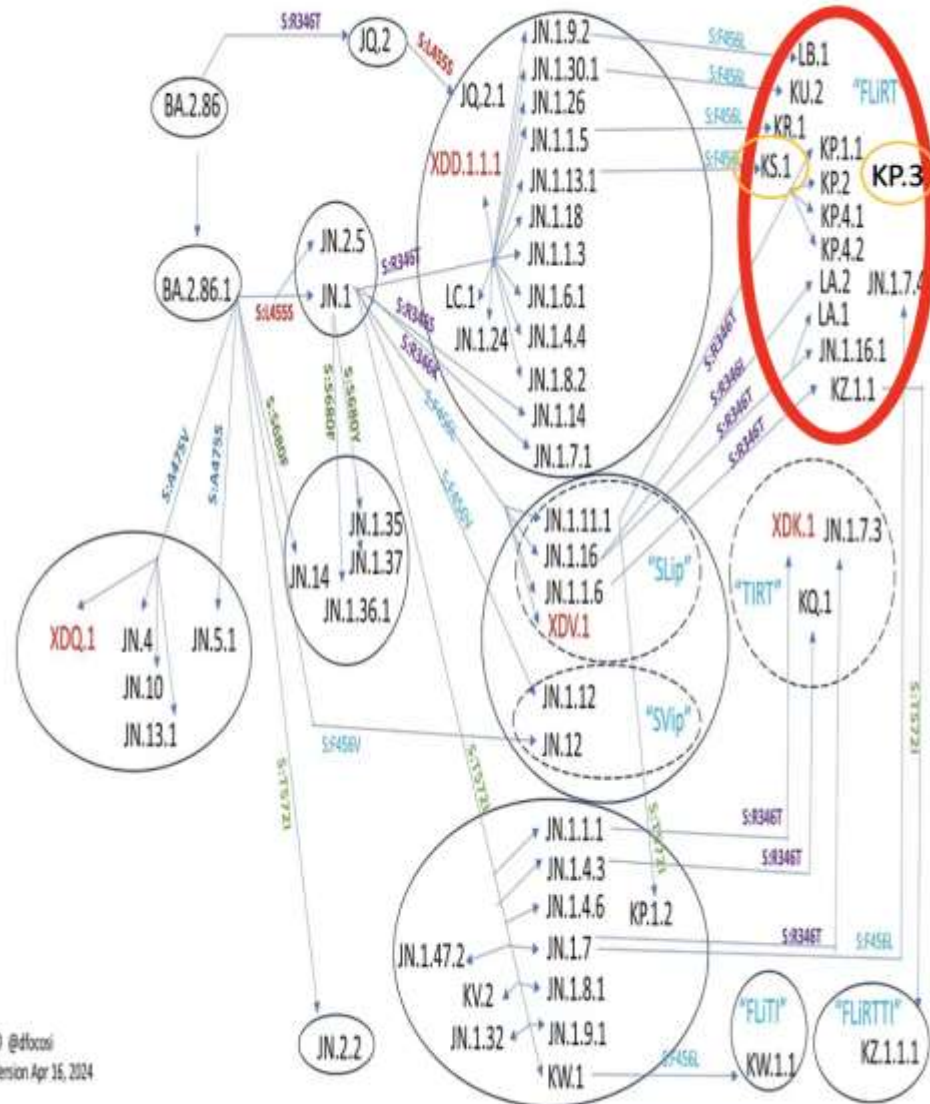 S:R346T
JQ.2
S:L455S
BA.2.86
JQ.2.1
XDD.1.1.1
JN.1.9.2
JN.1.30.1
JN.1.26
JN.1.1.5
JN.1.13.1
JN.1.18
JN.1.1.3
JN.1.6.1
JN.1.4.4
JN.1.8.2
JN.1.14
JN.1.7.1
LC.1
JN.1.24
S:F456L
S:F456L
S:F456L
S:F456L
LB.1
KU.2
"FLiRT
KR.1
KS.1
KP.1.1
KP.2
KP.3
KP.4.1
KP.4.2
LA.2
JN.1.7.4
LA.1
JN.1.16.1
KZ.1.1
BA.2.86.1
S:L455S
JN.2.5
JN.1
S:R346T
S:R346S
S:R346K
S:F456L
S:F456V
S:R346T
S:R346L
S:R346T
S:R346T
S:A475V
S:A475S
S:S680F
S:S680F
S:S680Y
JN.14
JN.1.35
JN.1.37
JN.1.36.1
XDQ.1
JN.4
JN.5.1
JN.10
JN.13.1
JN.1.11.1
JN.1.16
JN.1.1.6
XDV.1
"SLip"
JN.1.12
JN.12
"SVip"
S:F456V
XDK.1
JN.1.7.3
"TIRT"
KQ.1
S:T572I
S:T572I
S:T572I
S:T572I
JN.1.1.1
JN.1.4.3
JN.1.4.6
KP.1.2
JN.1.47.2
JN.1.7
KV.2
JN.1.8.1
JN.1.32
JN.1.9.1
KW.1
S:R346T
S:R346T
S:R346T
S:F456L
S:F456L
JN.2.2
"FLiTI"
KW.1.1
"FLiRTTI"
KZ.1.1.1
@dfocosi
ersion Apr 16, 2024